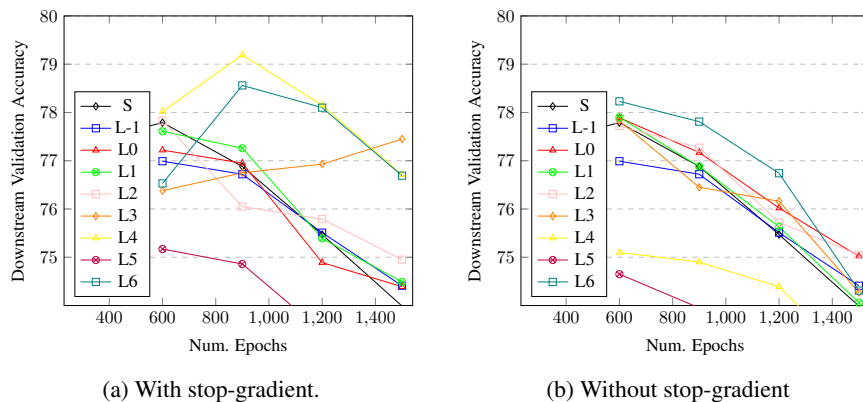 80
79
78
77
76
75
Downstream Validation Accuracy
S
L-1
L0
L1
L2
L3
L4
L5
L6
400 600 800 1,000 1,200 1,400
Num. Epochs
(a) With stop-gradient.
80
79
78
77
76
75
Downstream Validation Accuracy
S
L-1
L0
L1
L2
L3
L4
L5
L6
400 600 800 1,000 1,200 1,400
Num. Epochs
(b) Without stop-gradient